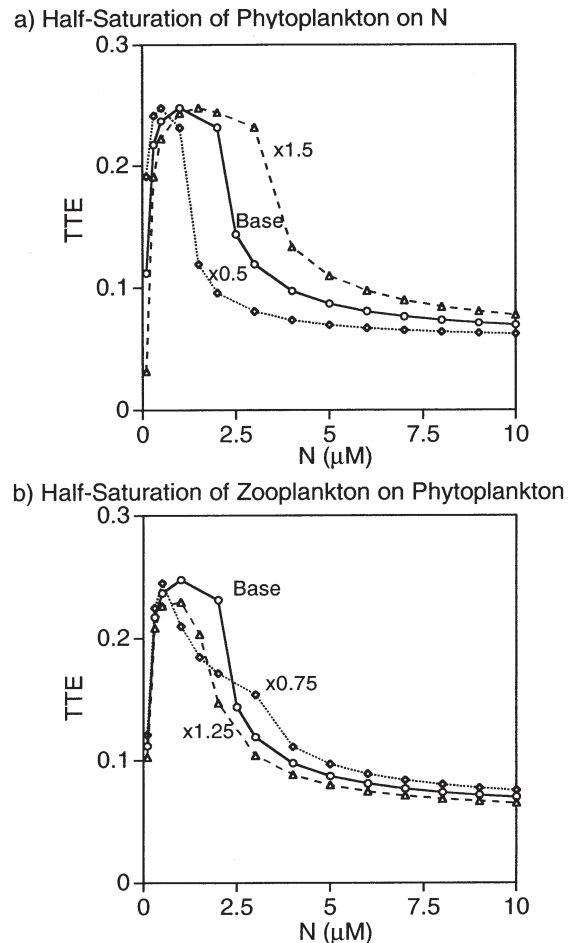 a) Half-Saturation of Phytoplankton on N
0.3
0.2
0.1
0
TTE
x1.5
Base
x0.5
0
2.5
5
7.5
10
N (μM)
b) Half-Saturation of Zooplankton on Phytoplankton
0.3
0.2
0.1
0
TTE
Base
x0.75
x1.25
0
2.5
5
7.5
10
N (μM)